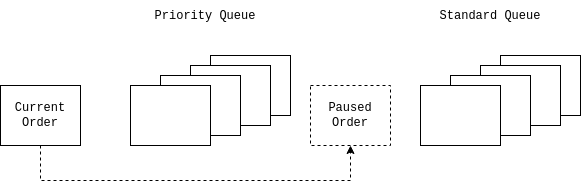 Priority Queue
Standard Queue
Current
Order
Paused
Order